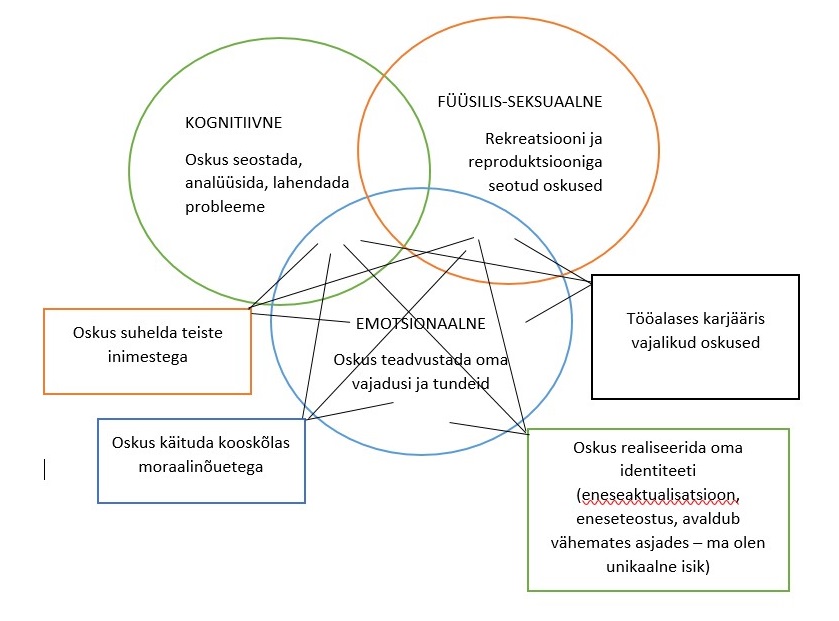 KOGNITIIVNE
Oskus seostada,
analüüsida, lahendada
probleeme
FÜÜSILIS-SEKSUAALNE
Rekreatsiooni ja
reproduktsiooniga
seotud oskused
EMOTSIONAALNE
Oskus teadvustada oma
vajadusi ja tundeid
Oskus suhelda teiste
inimestega
Tööalases karjääris
vajalikud oskused
Oskus käituda kooskõlas
moraalinõuetega
Oskus realiseerida oma
identiteeti
(eneseaktualisatsioon,
eneseteostus, avaldub
vähemates asjades – ma olen
unikaalne isik)